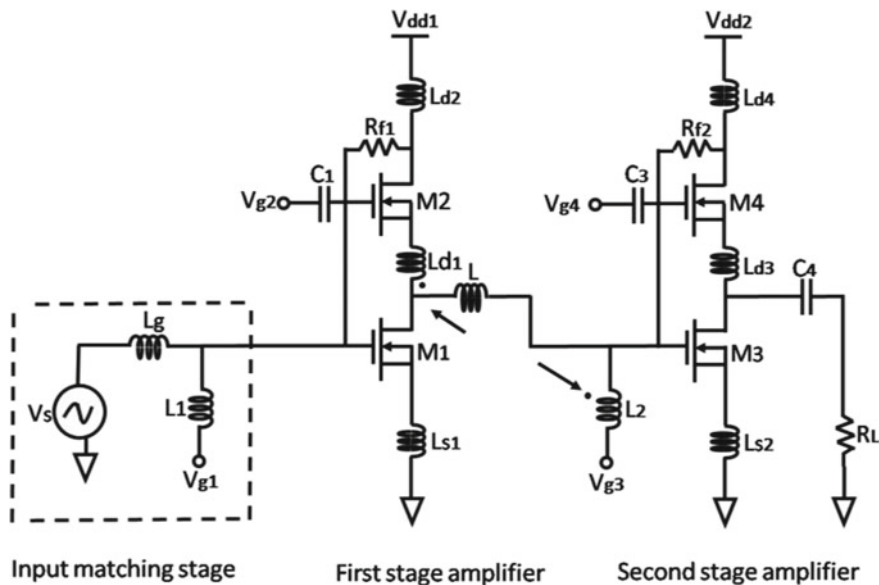 Vdd1
Vdd2
Ld2
Ld4
Rf1
Rf2
C1
C3
Vg2
M2
Vg4
M4
Ld1
L
Ld3
C4
Lg
M1
M3
Vs
L1
L2
RL
Ls1
Ls2
Vg1
Vg3
Input matching stage
First stage amplifier
Second stage amplifier